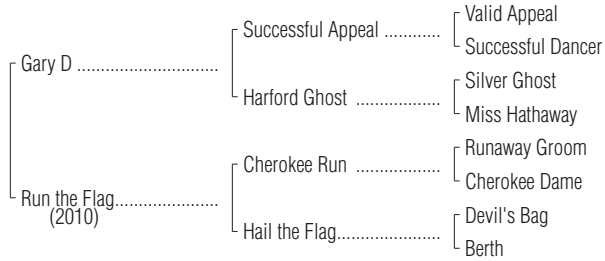 Valid Appeal
Successful Appeal ............
Successful Dancer
Gary D ..............................
Silver Ghost
Harford Ghost ..................
Miss Hathaway
Runaway Groom
Cherokee Run ..................
Cherokee Dame
Run the Flag......................
(2010)
Devil's Bag
Hail the Flag......................
Berth